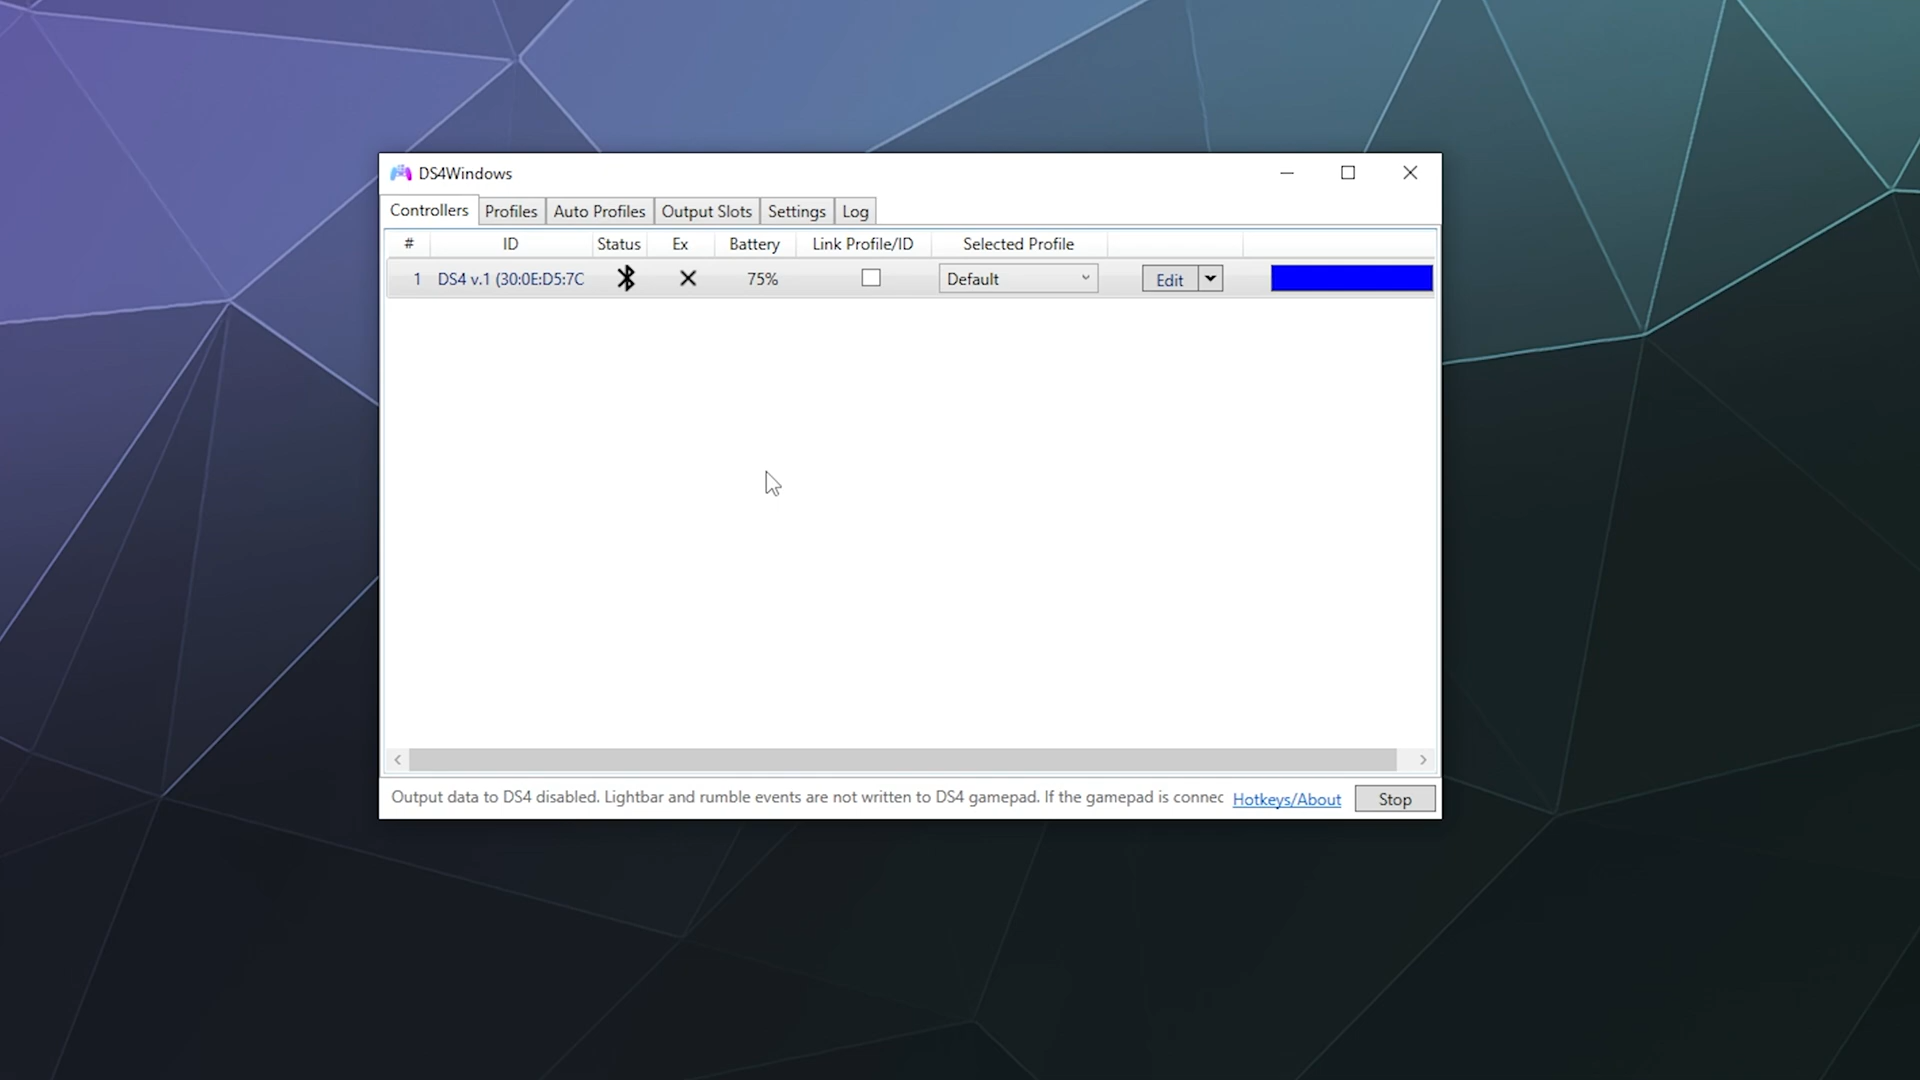 DS4Windows
Controllers Profiles Auto Profiles Output Slots Settings Log
# ID Status Ex Battery Link Profile/ID Selected Profile
1 DS4 v.1 (30:0E:D5:7C 75% Default Edit
Output data to DS4 disabled. Lightbar and rumble events are not written to DS4 gamepad. If the gamepad is connec Hotkeys/About Stop